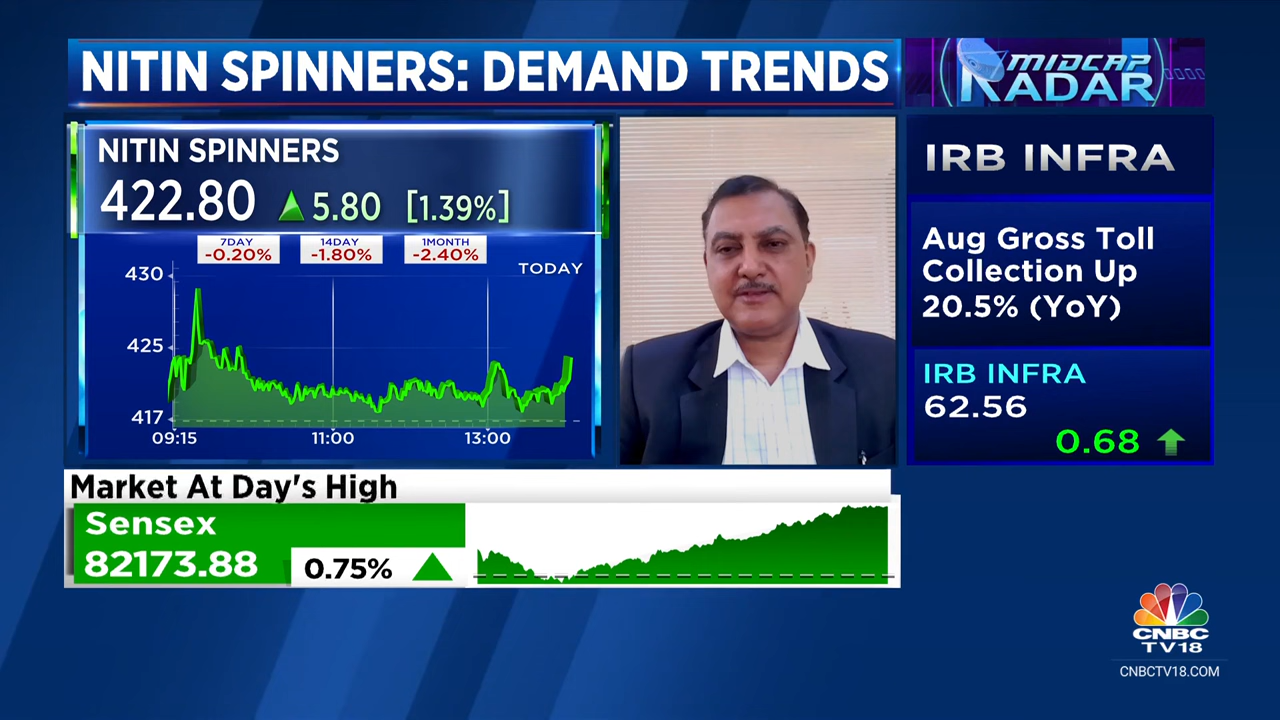 NITIN SPINNERS: DEMAND TRENDS
MIDCAP
RADAR
NITIN SPINNERS
422.80 ▲ 5.80 [1.39%]
7DAY
-0.20%
14DAY
-1.80%
1MONTH
-2.40%
TODAY
430
425
417
09:15
11:00
13:00
IRB INFRA
Aug Gross Toll
Collection Up
20.5% (YoY)
IRB INFRA
62.56
0.68
Market At Day's High
Sensex
82173.88 0.75%
CNBC
TV18
CNBCTV18.COM